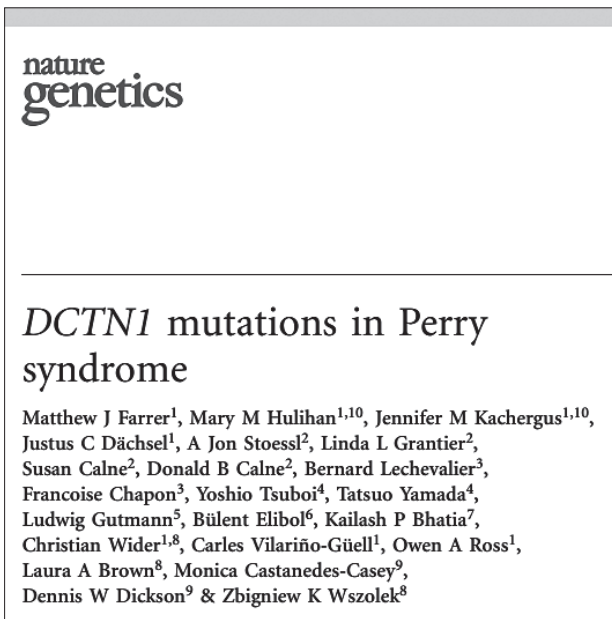 nature
genetics
DCTN1 mutations in Perry
syndrome
Matthew J Farrer¹, Mary M Hulihan¹,¹⁰, Jennifer M Kachergus¹,¹⁰,
Justus C Dächsel¹, A Jon Stoessl², Linda L Grantier²,
Susan Calne², Donald B Calne², Bernard Lechevalier³,
Francoise Chapon³, Yoshio Tsuboi⁴, Tatsuo Yamada⁴,
Ludwig Gutmann⁵, Bülent Elibol⁶, Kailash P Bhatia⁷,
Christian Wider¹,⁸, Carles Vilariño-Güell¹, Owen A Ross¹,
Laura A Brown⁸, Monica Castanedes-Casey⁹,
Dennis W Dickson⁹ & Zbigniew K Wszolek⁸